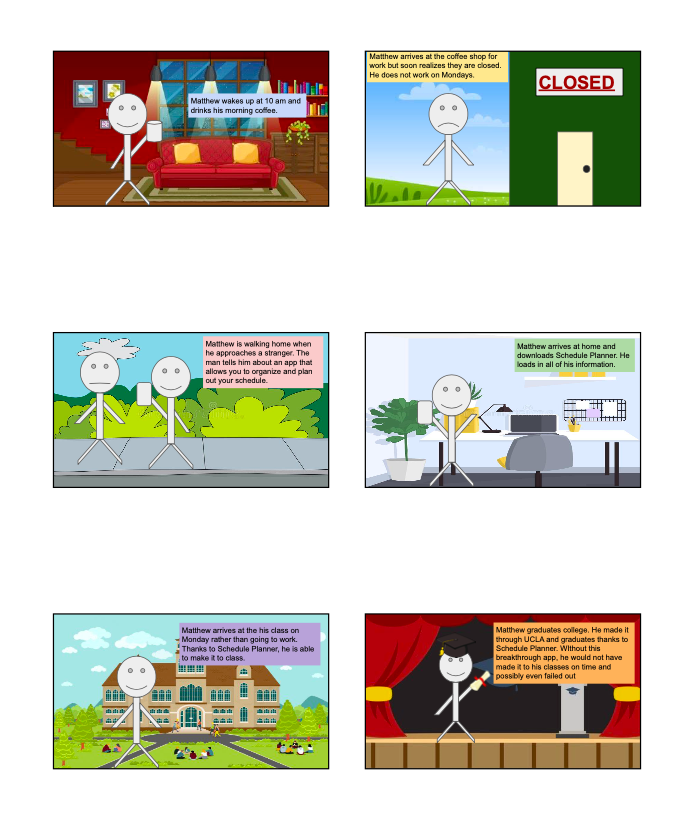 Matthew wakes up at 10 am and
drinks his morning coffee.
Matthew arrives at the coffee shop for
work but soon realizes they are closed.
He does not work on Mondays.
CLOSED
Matthew is walking home when
he approaches a stranger. The
man tells him about an app that
allows you to organize and plan
out your schedule.
Matthew arrives at home and
downloads Schedule Planner. He
loads in all of his information.
Matthew arrives at the his class on
Monday rather than going to work.
Thanks to Schedule Planner, he is able
to make it to class.
Matthew graduates college. He made it
through UCLA and graduates thanks to
Schedule Planner. WIthout this
breakthrough app, he would not have
made it to his classes on time and
possibly even failed out